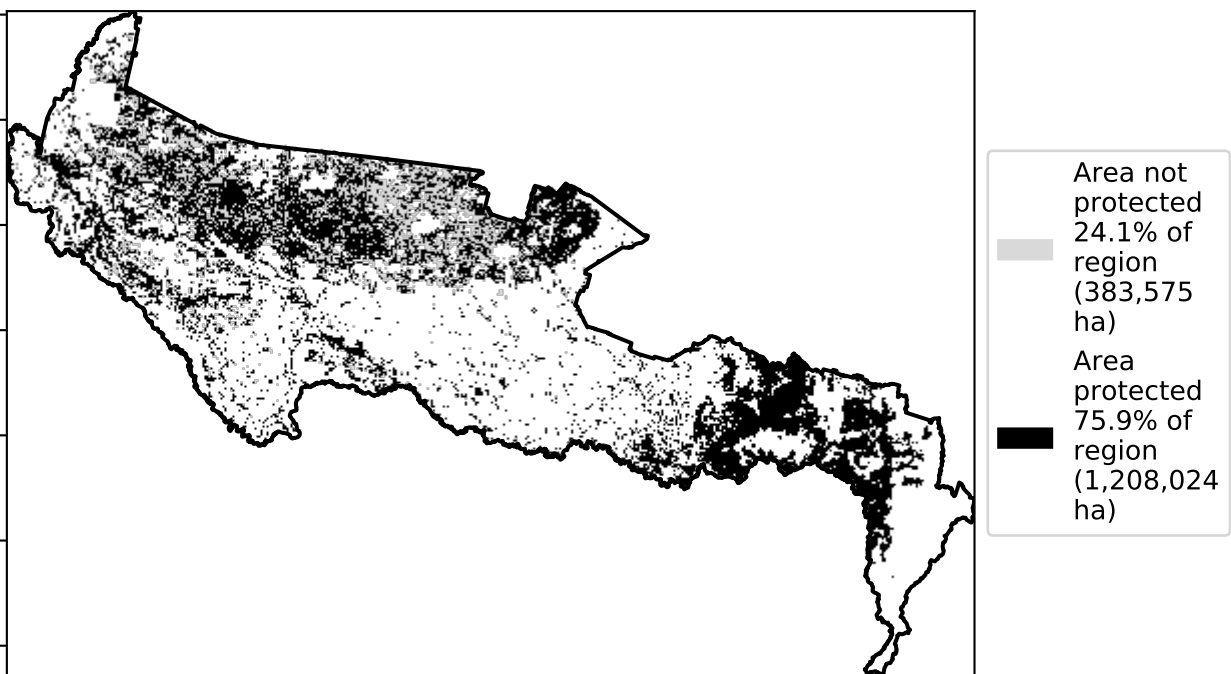 Area not
protected
24.1% of
region
(383,575
ha)
Area
protected
75.9% of
region
(1,208,024
ha)